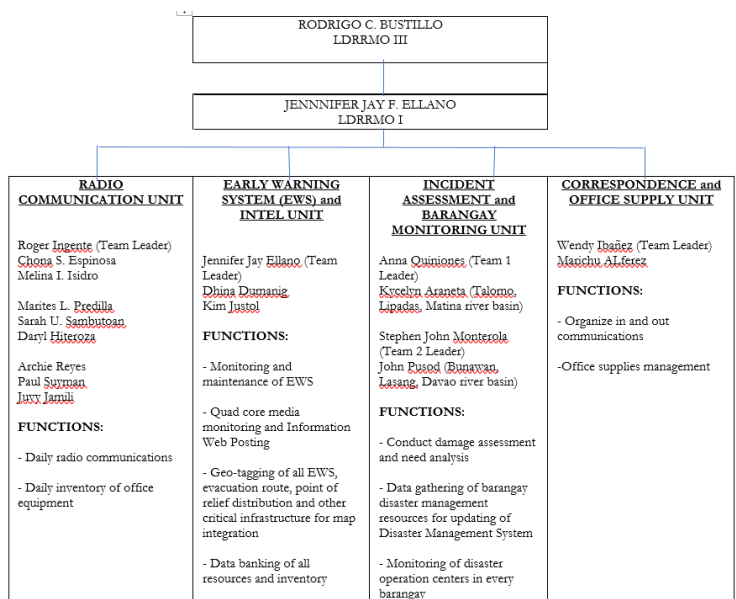 RODRIGO C. BUSTILLO
LDRRMO III
JENNNIFER JAY F. ELLANO
LDRRMO I
RADIO
COMMUNICATION UNIT
Roger Ingente (Team Leader)
Chona S. Espinosa
Melina I. Isidro
Marites L. Predilla
Sarah U. Sambutoan
Daryl Hiteroza
Archie Reyes
Paul Suyman
Juvy Jamili
FUNCTIONS:
- Daily radio communications
- Daily inventory of office
equipment
EARLY WARNING
SYSTEM (EWS) and
INTEL UNIT
Jennifer Jay Ellano (Team
Leader)
Dhina Dumanig
Kim Justol
FUNCTIONS:
- Monitoring and
maintenance of EWS
- Quad core media
monitoring and Information
Web Posting
- Geo-tagging of all EWS,
evacuation route, point of
relief distribution and other
critical infrastructure for map
integration
- Data banking of all
resources and inventory
INCIDENT
ASSESSMENT and
BARANGAY
MONITORING UNIT
Anna Quiniones (Team 1
Leader)
Kycelyn Araneta (Talomo,
Lipadas, Matina river basin)
Stephen John Monterola
(Team 2 Leader)
John Pusod (Bunawan,
Lasang, Davao river basin)
FUNCTIONS:
- Conduct damage assessment
and need analysis
- Data gathering of barangay
disaster management
resources for updating of
Disaster Management System
- Monitoring of disaster
operation centers in every
barangay
CORRESPONDENCE and
OFFICE SUPPLY UNIT
Wendy Ibañez (Team Leader)
Marichu ALferez
FUNCTIONS:
- Organize in and out
communications
-Office supplies management